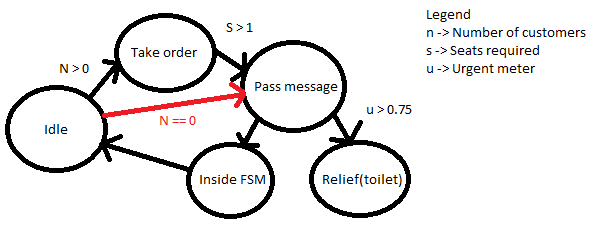 Legend
n -> Number of customers
s -> Seats required
u -> Urgent meter
S > 1
Take order
N > 0
Pass message
u > 0.75
N == 0
Idle
Inside FSM
Relief(toilet)